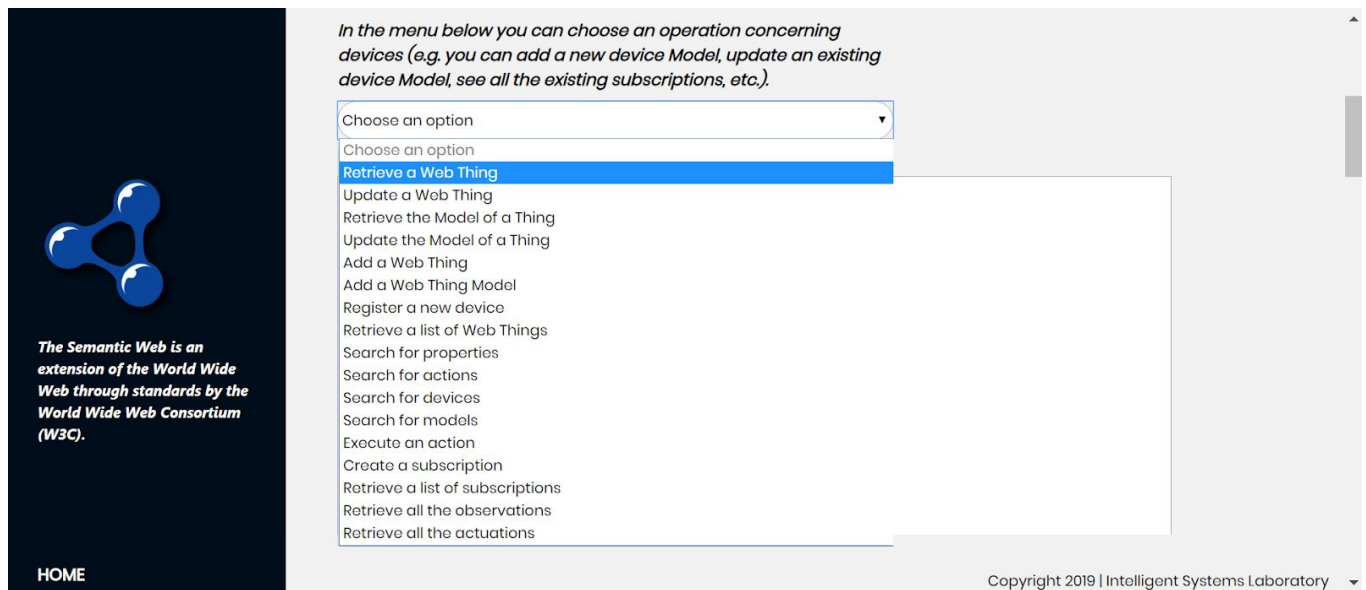 In the menu below you can choose an operation concerning
devices (e.g. you can add a new device Model, update an existing
device Model, see all the existing subscriptions, etc.).
Choose an option
Choose an option
Retrieve a Web Thing
Update a Web Thing
Retrieve the Model of a Thing
Update the Model of a Thing
Add a Web Thing
Add a Web Thing Model
Register a new device
Retrieve a list of Web Things
Search for properties
Search for actions
Search for devices
Search for models
Execute an action
Create a subscription
Retrieve a list of subscriptions
Retrieve all the observations
Retrieve all the actuations
The Semantic Web is an
extension of the World Wide
Web through standards by the
World Wide Web Consortium
(W3C).
HOME
Copyright 2019 | Intelligent Systems Laboratory